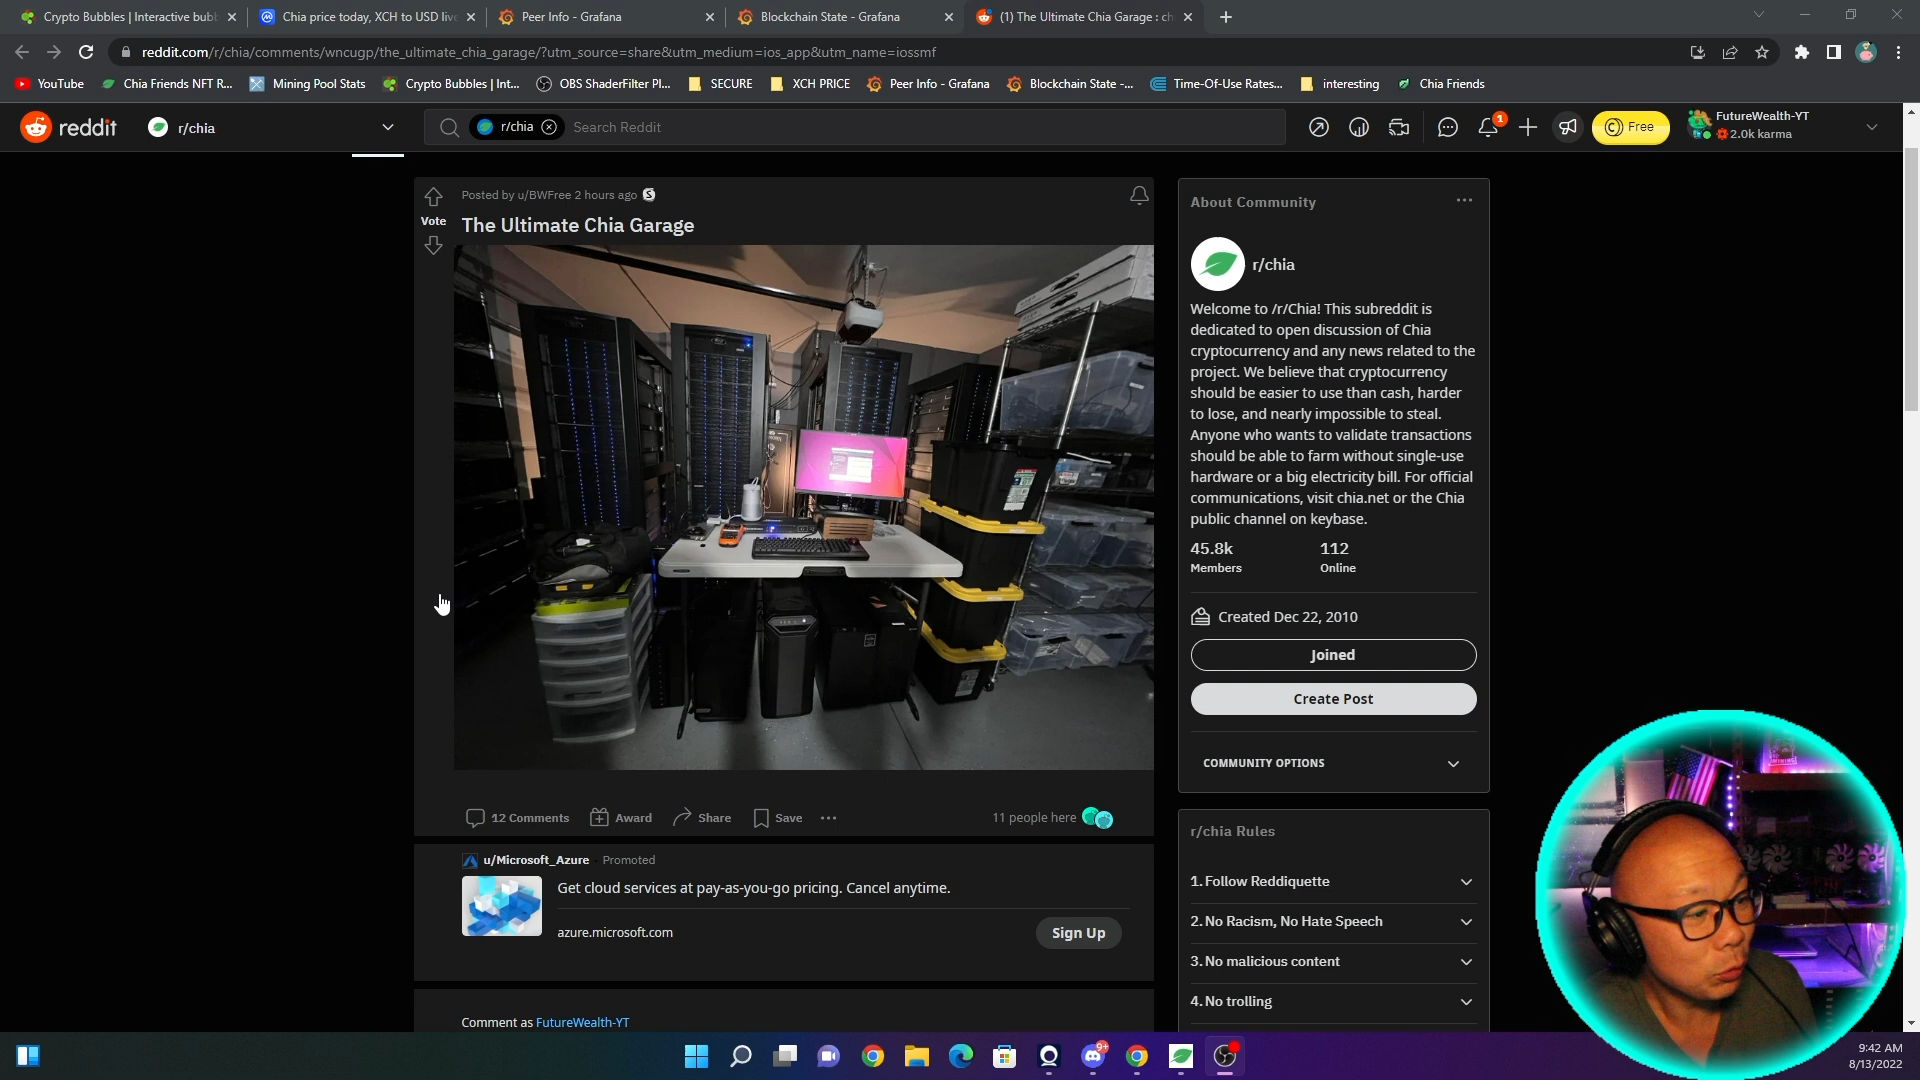 Crypto Bubbles | Interactive bubb
Chia price today, XCH to USD live
Peer Info - Grafana
Blockchain State - Grafana
(1) The Ultimate Chia Garage : ch
reddit.com/r/chia/comments/wncugp/the_ultimate_chia_garage/?utm_source=share&utm_medium=ios_app&utm_name=iossmf
YouTube
Chia Friends NFT R...
Mining Pool Stats
Crypto Bubbles | Int...
OBS ShaderFilter Pl...
SECURE
XCH PRICE
Peer Info - Grafana
Blockchain State -...
Time-Of-Use Rates...
interesting
Chia Friends
reddit
r/chia
r/chia
Search Reddit
1
Free
FutureWealth-YT
2.0k karma
Posted by u/BWFree 2 hours ago
Vote
The Ultimate Chia Garage
12 Comments
Award
Share
Save
11 people here
u/Microsoft_Azure
Promoted
Get cloud services at pay-as-you-go pricing. Cancel anytime.
azure.microsoft.com
Sign Up
Comment as FutureWealth-YT
About Community
r/chia
Welcome to /r/Chia! This subreddit is
dedicated to open discussion of Chia
cryptocurrency and any news related to the
project. We believe that cryptocurrency
should be easier to use than cash, harder
to lose, and nearly impossible to steal.
Anyone who wants to validate transactions
should be able to farm without single-use
hardware or a big electricity bill. For official
communications, visit chia.net or the Chia
public channel on keybase.
45.8k
Members
112
Online
Created Dec 22, 2010
Joined
Create Post
COMMUNITY OPTIONS
r/chia Rules
1. Follow Reddiquette
2. No Racism, No Hate Speech
3. No malicious content
4. No trolling
9+
9:42 AM
8/13/2022